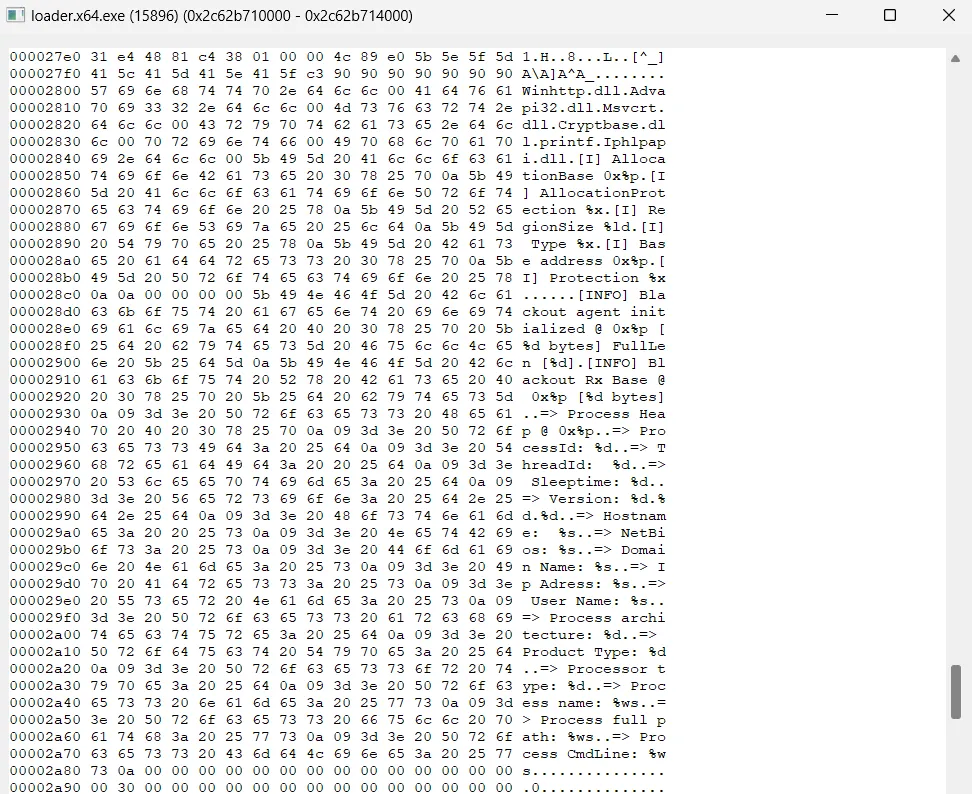 loader.x64.exe (15896) (0x2c62b710000 - 0x2c62b714000)
000027e0 31 e4 48 81 c4 38 01 00 00 4c 89 e0 5b 5e 5f 5d 1.H..8...L..[^_]
000027f0 41 5c 41 5d 41 5e 41 5f c3 90 90 90 90 90 90 90 A\A]A^A_........
00002800 57 69 6e 68 74 74 70 2e 64 6c 6c 00 41 64 76 61 Winhttp.dll.Adva
00002810 70 69 33 32 2e 64 6c 6c 00 4d 73 76 63 72 74 2e pi32.dll.Msvcrt.
00002820 64 6c 6c 00 43 72 79 70 74 62 61 73 65 2e 64 6c dll.Cryptbase.dl
00002830 6c 00 70 72 69 6e 74 66 00 49 70 68 6c 70 61 70 l.printf.Iphlpap
00002840 69 2e 64 6c 6c 00 5b 49 5d 20 41 6c 6c 6f 63 61 i.dll.[I] Alloca
00002850 74 69 6f 6e 42 61 73 65 20 30 78 25 70 0a 5b 49 tionBase 0x%p.[I
00002860 5d 20 41 6c 6c 6f 63 61 74 69 6f 6e 50 72 6f 74 ] AllocationProt
00002870 65 63 74 69 6f 6e 20 25 78 0a 5b 49 5d 20 52 65 ection %x.[I] Re
00002880 67 69 6f 6e 53 69 7a 65 20 25 6c 64 0a 5b 49 5d gionSize %ld.[I]
00002890 20 54 79 70 65 20 25 78 0a 5b 49 5d 20 42 61 73  Type %x.[I] Bas
000028a0 65 20 61 64 64 72 65 73 73 20 30 78 25 70 0a 5b e address 0x%p.[
000028b0 49 5d 20 50 72 6f 74 65 63 74 69 6f 6e 20 25 78 I] Protection %x
000028c0 0a 0a 00 00 00 00 00 5b 49 4e 46 4f 5d 20 42 6c 61 ......[INFO] Bla
000028d0 63 6b 6f 75 74 20 61 67 65 6e 74 20 69 6e 69 74 ckout agent init
000028e0 69 61 6c 69 7a 65 64 20 40 20 30 78 25 70 20 5b ialized @ 0x%p [
000028f0 25 64 20 62 79 74 65 73 5d 20 46 75 6c 6c 4c 65 %d bytes] FullLe
00002900 6e 20 5b 25 64 5d 0a 5b 49 4e 46 4f 5d 20 42 6c n [%d].[INFO] Bl
00002910 61 63 6b 6f 75 74 20 52 78 20 42 61 73 65 20 40 ackout Rx Base @
00002920 20 30 78 25 70 20 5b 25 64 20 62 79 74 65 73 5d  0x%p [%d bytes]
00002930 0a 09 3d 3e 20 50 72 6f 63 65 73 73 20 48 65 61 ..=> Process Hea
00002940 70 20 40 20 30 78 25 70 0a 09 3d 3e 20 50 72 6f p @ 0x%p..=> Pro
00002950 63 65 73 73 49 64 3a 20 25 64 0a 09 3d 3e 20 54 cessId: %d..=> T
00002960 68 72 65 61 64 49 64 3a 20 20 25 64 0a 09 3d 3e hreadId:  %d..=>
00002970 20 53 6c 65 65 70 74 69 6d 65 3a 20 25 64 0a 09  Sleeptime: %d..
00002980 3d 3e 20 56 65 72 73 69 6f 6e 3a 20 25 64 2e 25 => Version: %d.%
00002990 64 2e 25 64 0a 09 3d 3e 20 48 6f 73 74 6e 61 6d d.%d..=> Hostnam
000029a0 65 3a 20 20 25 73 0a 09 3d 3e 20 4e 65 74 42 69 e:  %s..=> NetBi
000029b0 6f 73 3a 20 25 73 0a 09 3d 3e 20 44 6f 6d 61 69 os: %s..=> Domai
000029c0 6e 20 4e 61 6d 65 3a 20 25 73 0a 09 3d 3e 20 49 n Name: %s..=> I
000029d0 70 20 41 64 72 65 73 73 3a 20 25 73 0a 09 3d 3e p Adress: %s..=>
000029e0 20 55 73 65 72 20 4e 61 6d 65 3a 20 25 73 0a 09  User Name: %s..
000029f0 3d 3e 20 50 72 6f 63 65 73 73 20 61 72 63 68 69 => Process archi
00002a00 74 65 63 74 75 72 65 3a 20 25 64 0a 09 3d 3e 20 tecture: %d..=>
00002a10 50 72 6f 64 75 63 74 20 54 79 70 65 3a 20 25 64 Product Type: %d
00002a20 0a 09 3d 3e 20 50 72 6f 63 65 73 73 6f 72 20 74 ..=> Processor t
00002a30 79 70 65 3a 20 25 64 0a 09 3d 3e 20 50 72 6f 63 ype: %d..=> Proc
00002a40 65 73 73 20 6e 61 6d 65 3a 20 25 77 73 0a 09 3d ess name: %ws..=
00002a50 3e 20 50 72 6f 63 65 73 73 20 66 75 6c 6c 20 70 > Process full p
00002a60 61 74 68 3a 20 25 77 73 0a 09 3d 3e 20 50 72 6f ath: %ws..=> Pro
00002a70 63 65 73 73 20 43 6d 64 4c 69 6e 65 3a 20 25 77 cess CmdLine: %w
00002a80 73 0a 00 00 00 00 00 00 00 00 00 00 00 00 00 00 s...............
00002a90 00 30 00 00 00 00 00 00 00 00 00 00 00 00 00 00 .0..............